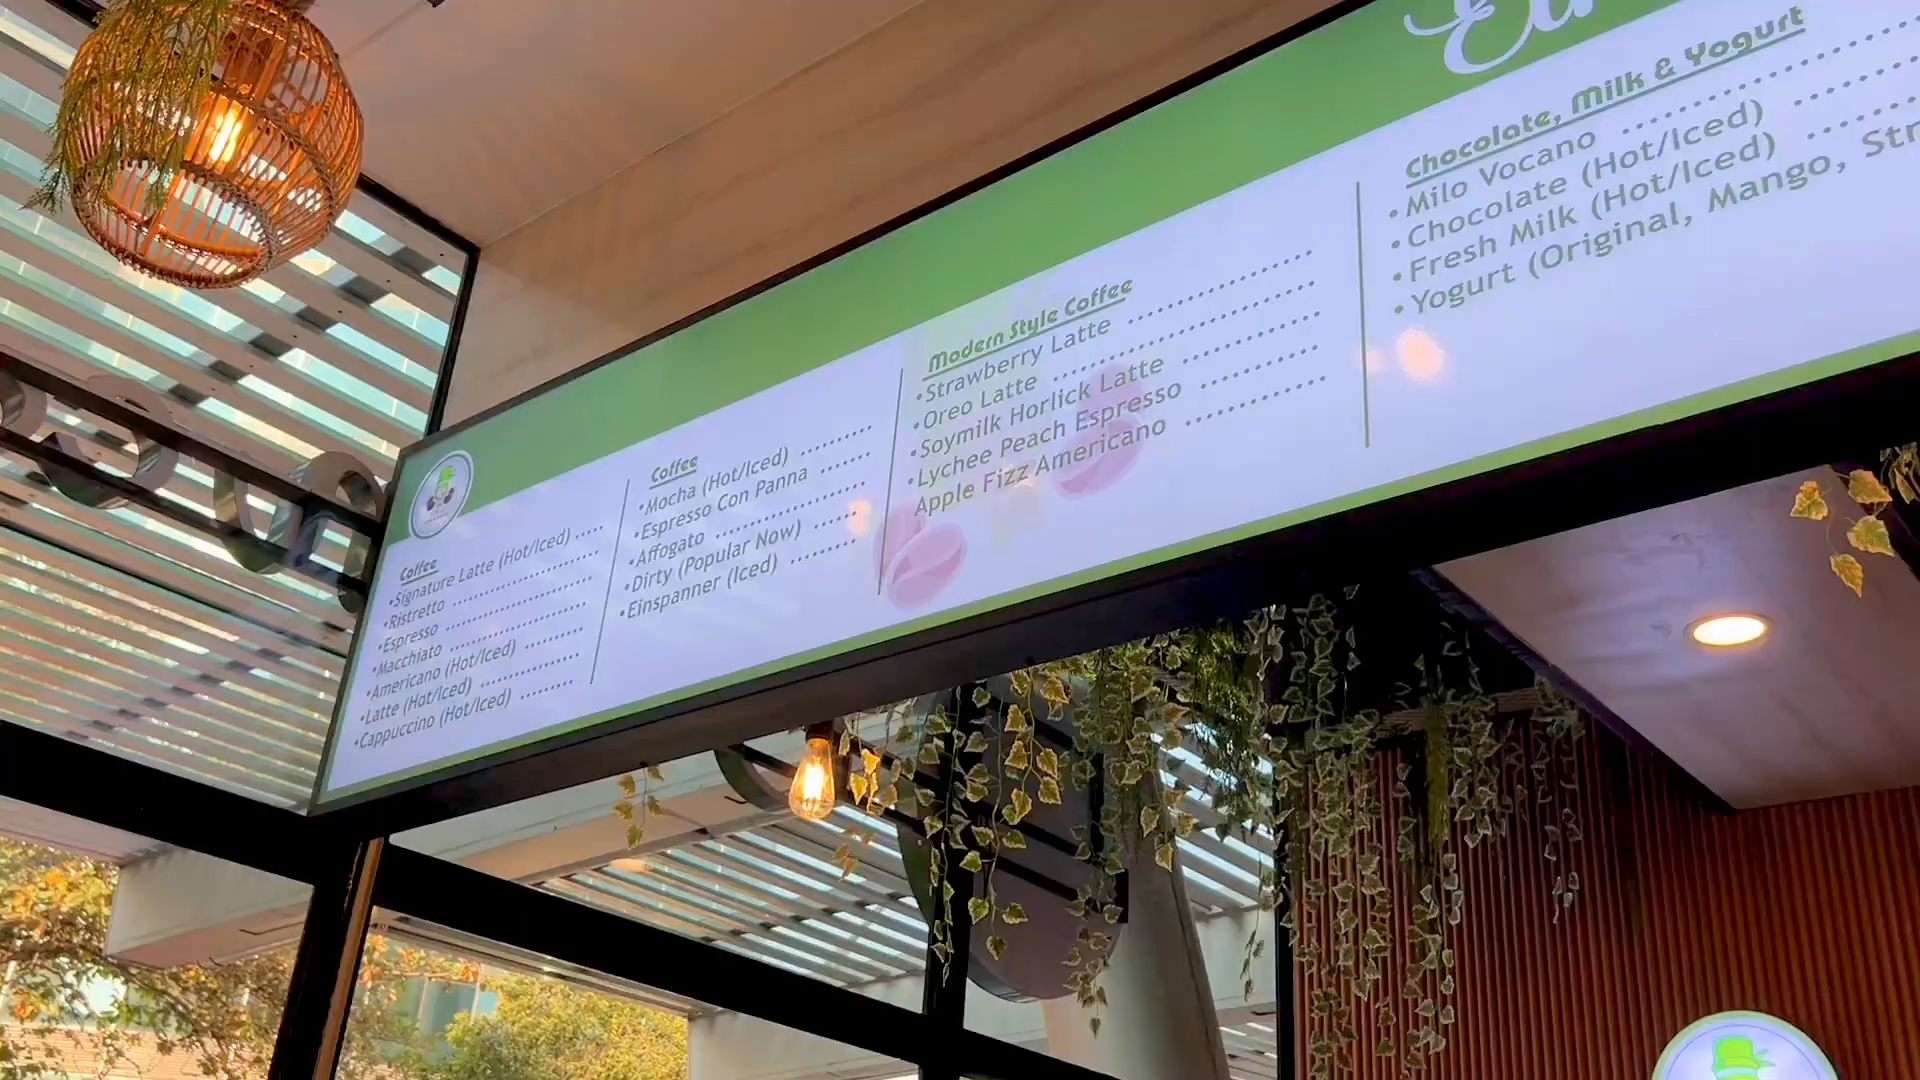 Coffee
•Signature Latte (Hot/Iced) .....
•Ristretto
•Espresso
•Macchiato
•Americano (Hot/Iced)
•Latte (Hot/Iced)
•Cappuccino (Hot/Iced)
Coffee
•Mocha (Hot/Iced)
•Espresso Con Panna
•Affogato
•Dirty (Popular Now)
•Einspanner (Iced)
Modern Style Coffee
•Strawberry Latte
•Oreo Latte
•Soymilk Horlick Latte
•Lychee Peach Espresso
Apple Fizz Americano
Chocolate, Milk & Yogurt
•Milo Vocano
•Chocolate (Hot/Iced)
•Fresh Milk (Hot/Iced)
•Yogurt (Original, Mango,